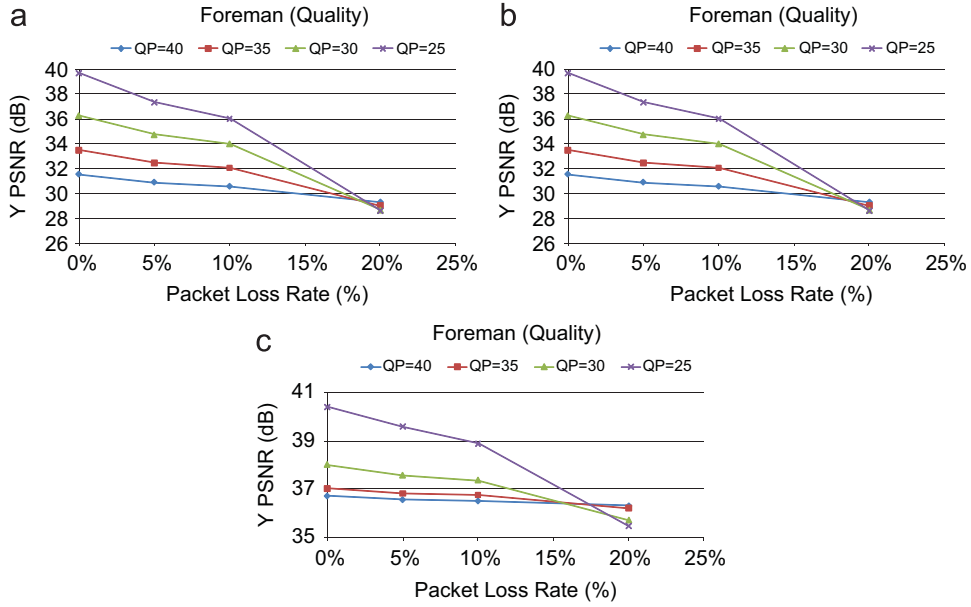 a
Foreman (Quality)
QP=40 QP=35 QP=30 QP=25
40
38
36
34
32
30
28
26
Y PSNR (dB)
0% 5% 10% 15% 20% 25%
Packet Loss Rate (%)
b
Foreman (Quality)
QP=40 QP=35 QP=30 QP=25
40
38
36
34
32
30
28
26
Y PSNR (dB)
0% 5% 10% 15% 20% 25%
Packet Loss Rate (%)
c
Foreman (Quality)
QP=40 QP=35 QP=30 QP=25
41
39
37
35
Y PSNR (dB)
0% 5% 10% 15% 20% 25%
Packet Loss Rate (%)